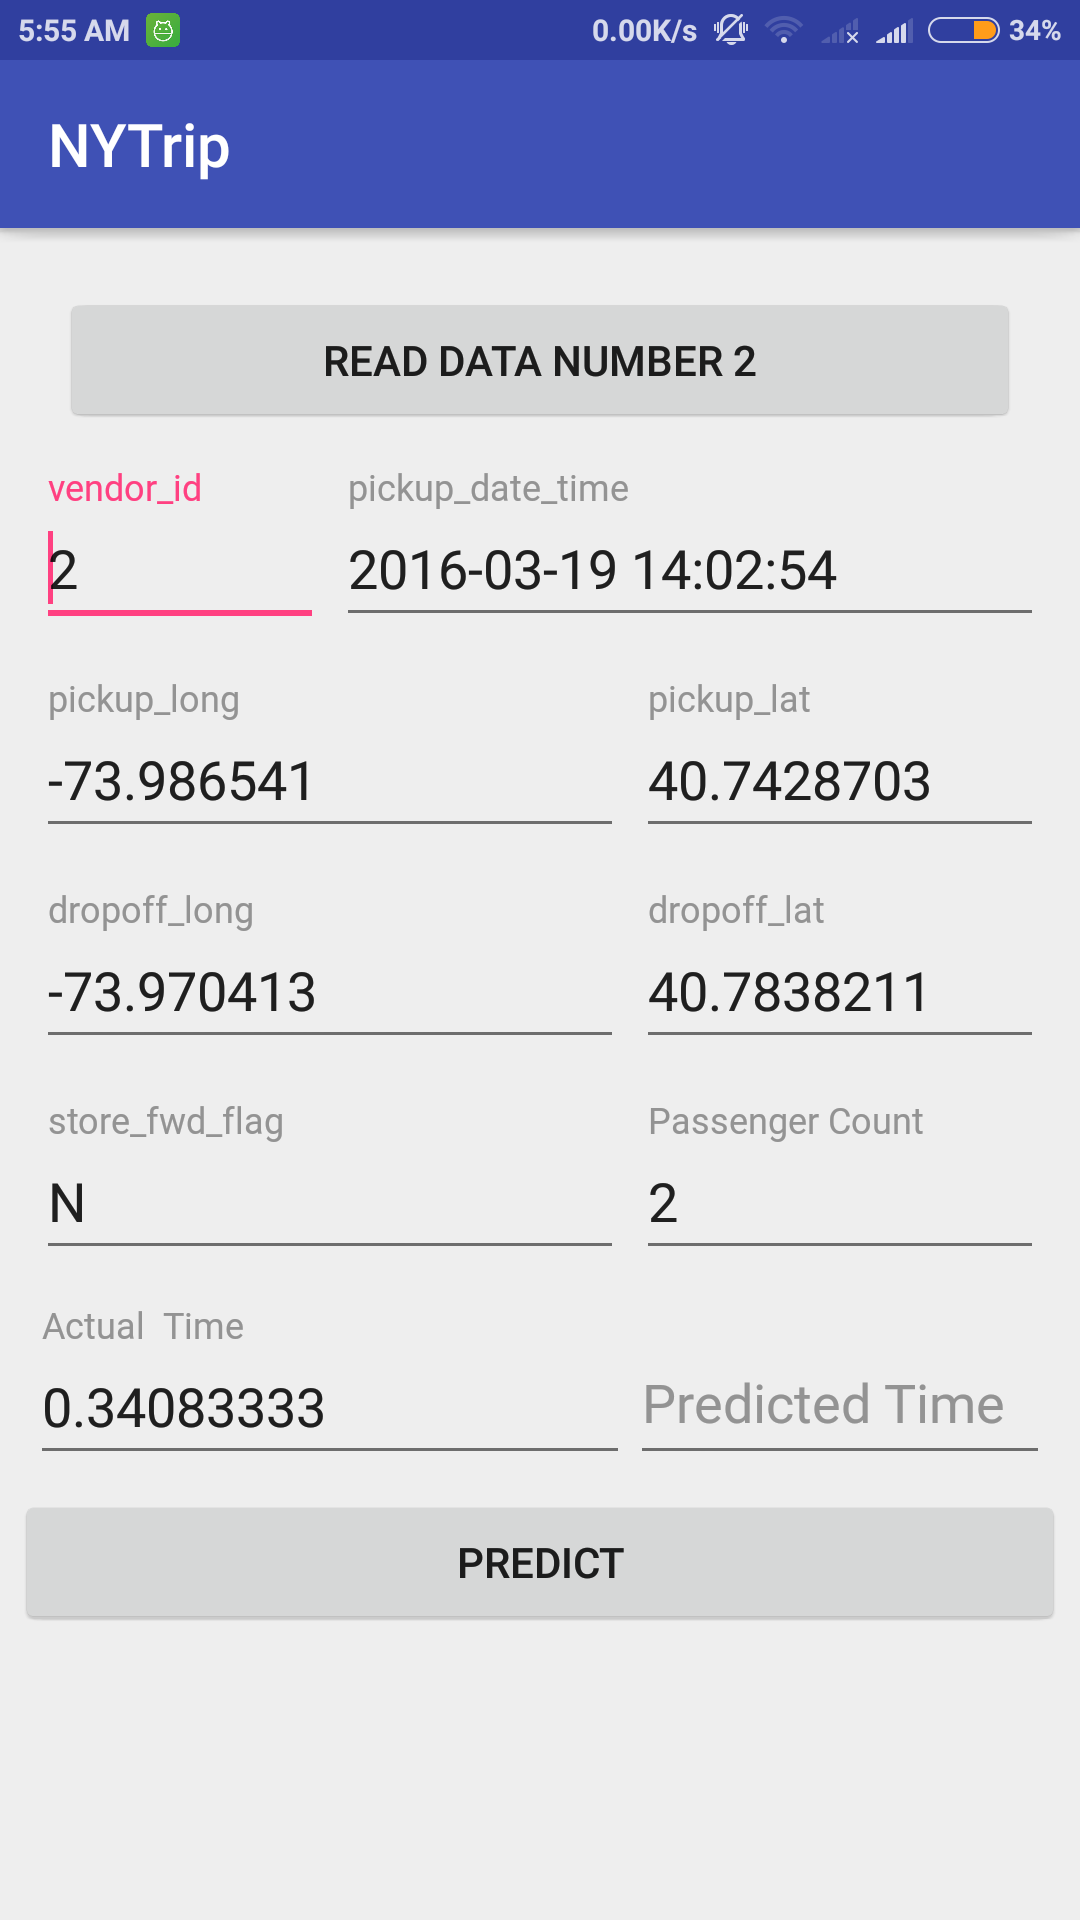 5:55 AM 0.00K/s 34%
NYTrip
READ DATA NUMBER 2
vendor_id pickup_date_time
2 2016-03-19 14:02:54
pickup_long pickup_lat
-73.986541 40.7428703
dropoff_long dropoff_lat
-73.970413 40.7838211
store_fwd_flag Passenger Count
N 2
Actual  Time
0.34083333 Predicted Time
PREDICT